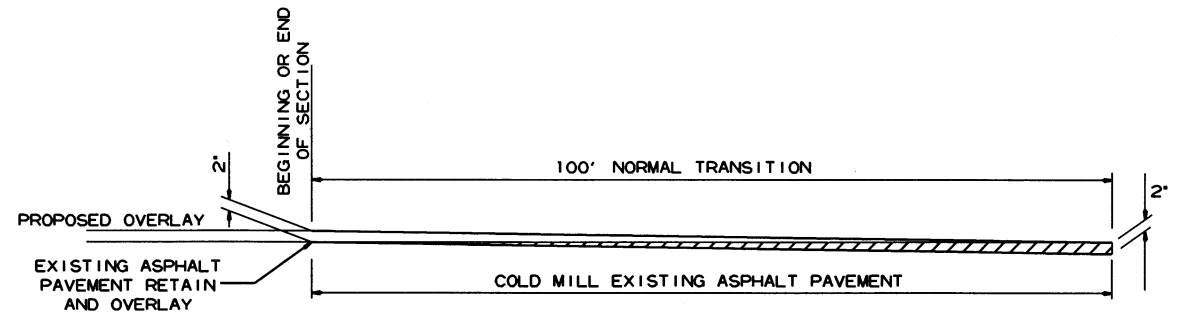 BEGINNING OR END
OF SECTION
2"
100' NORMAL TRANSITION
2"
PROPOSED OVERLAY
EXISTING ASPHALT
PAVEMENT RETAIN
AND OVERLAY
COLD MILL EXISTING ASPHALT PAVEMENT